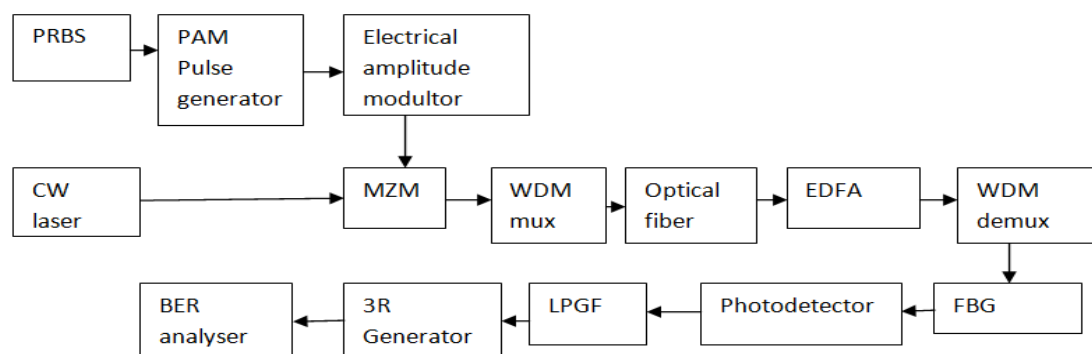 PRBS
PAM
Pulse
generator
Electrical
amplitude
modultor
CW
laser
MZM
WDM
mux
Optical
fiber
EDFA
WDM
demux
BER
analyser
3R
Generator
LPGF
Photodetector
FBG